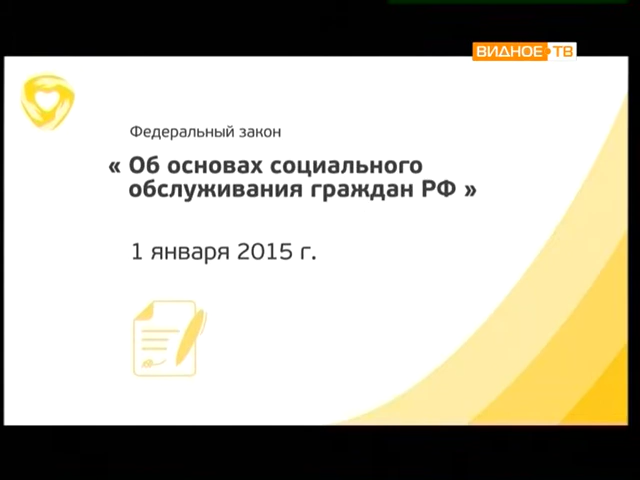 ВИДНОЕ ТВ
Федеральный закон
« Об основах социального
обслуживания граждан РФ »
1 января 2015 г.